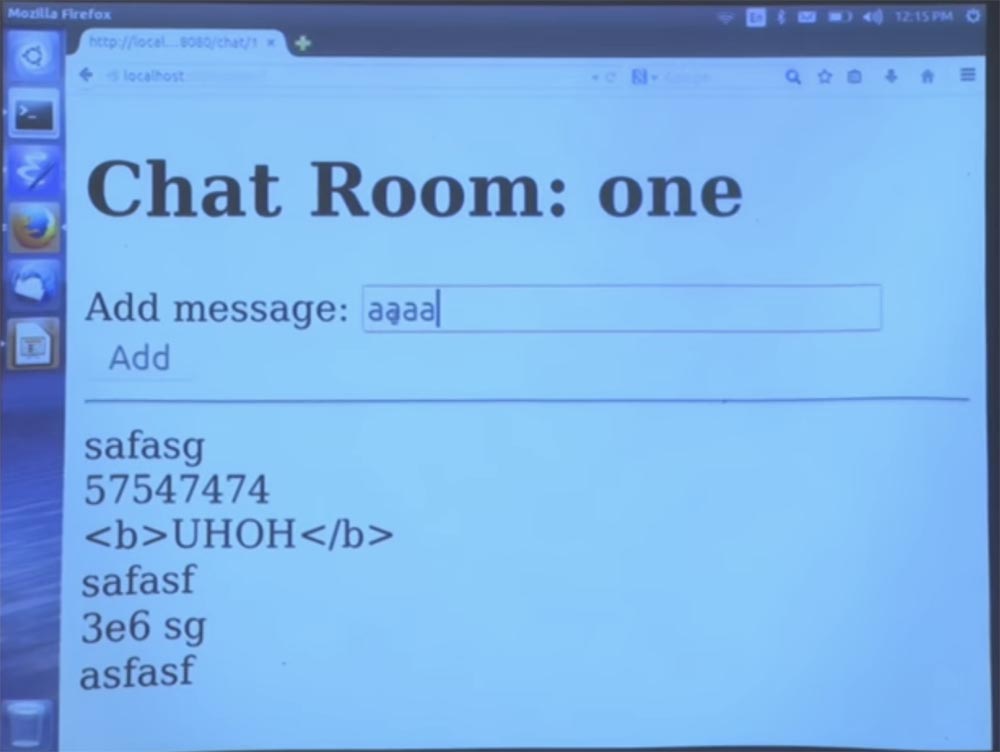 Mozilla Firefox
En
12:15 PM
http://local...8080/chat/1
localhost
Chat Room: one
Add message: aaaa
Add
safasg
57547474
<b>UHOH</b>
safasf
3e6 sg
asfasf